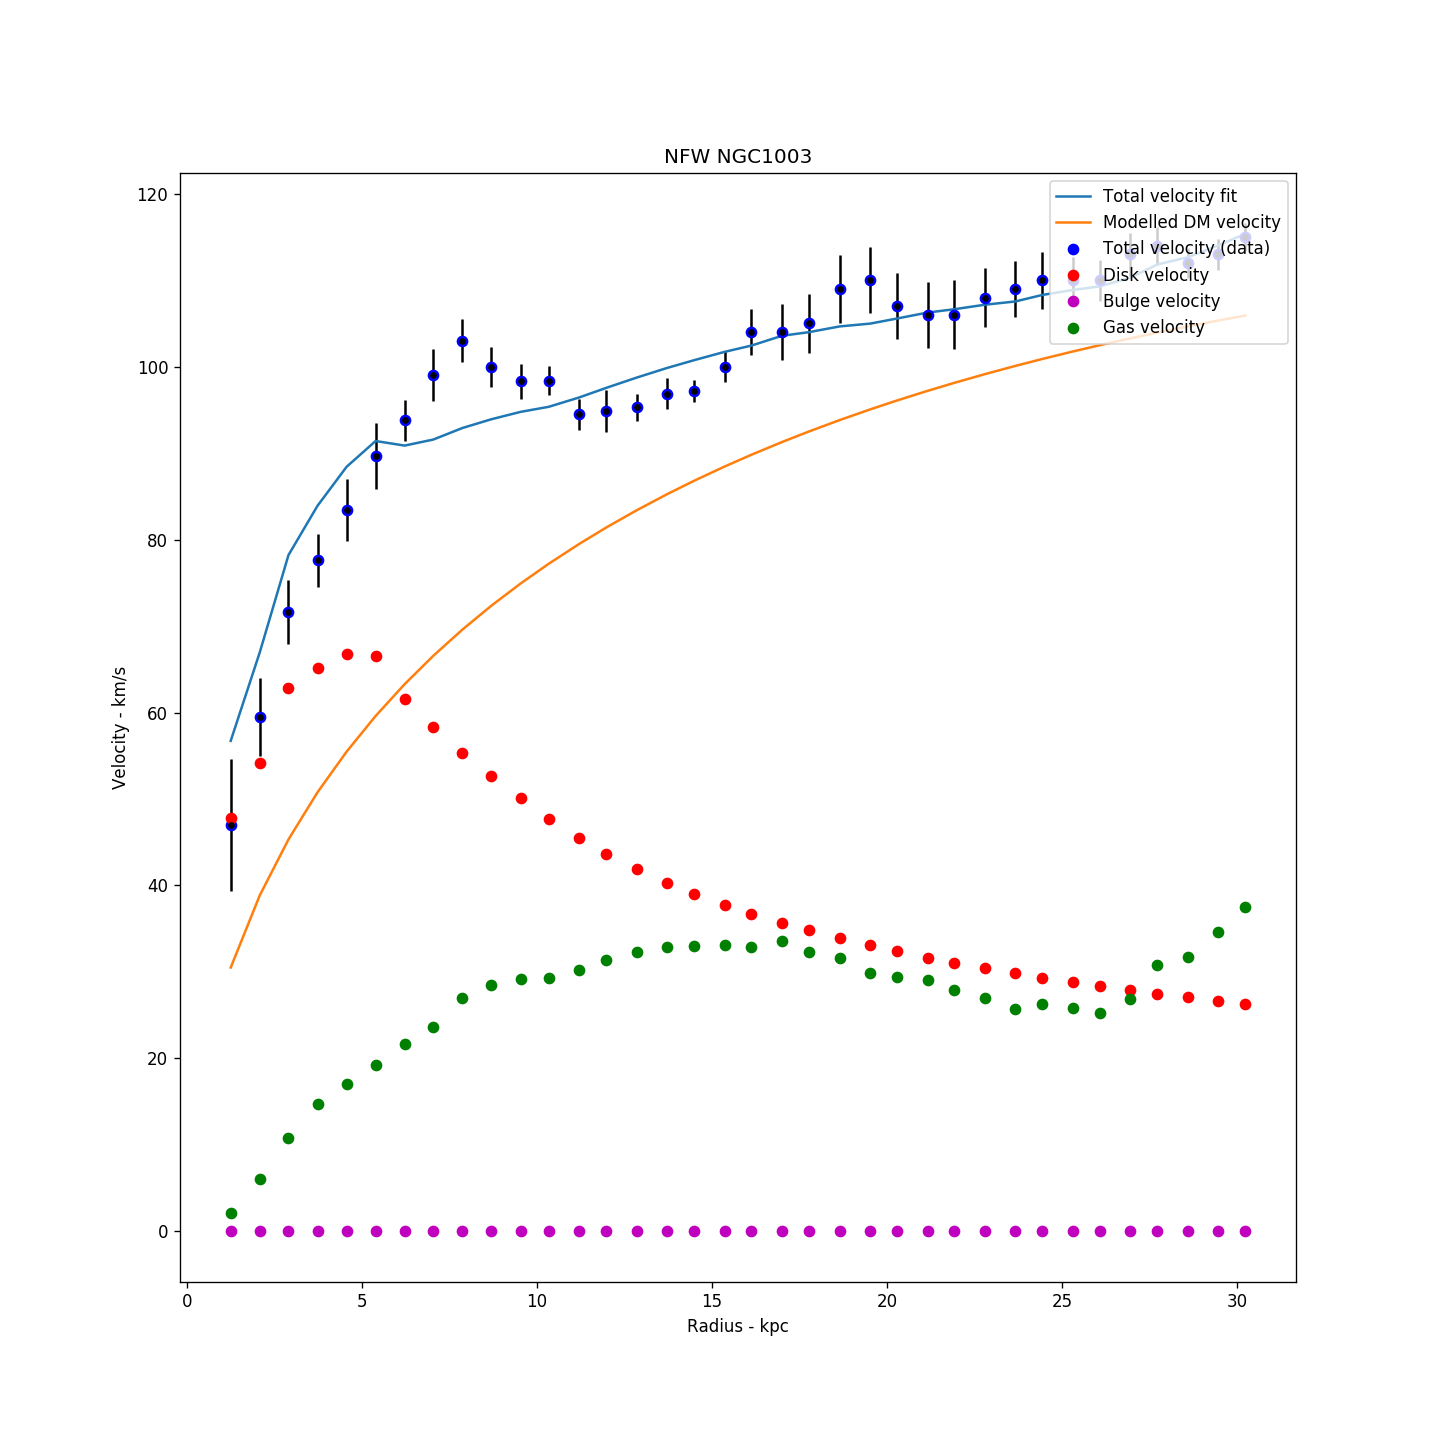 NFW NGC1003
120
100
80
60
40
20
0
Velocity - km/s
Total velocity fit
Modelled DM velocity
Total velocity (data)
Disk velocity
Bulge velocity
Gas velocity
0 5 10 15 20 25 30
Radius - kpc